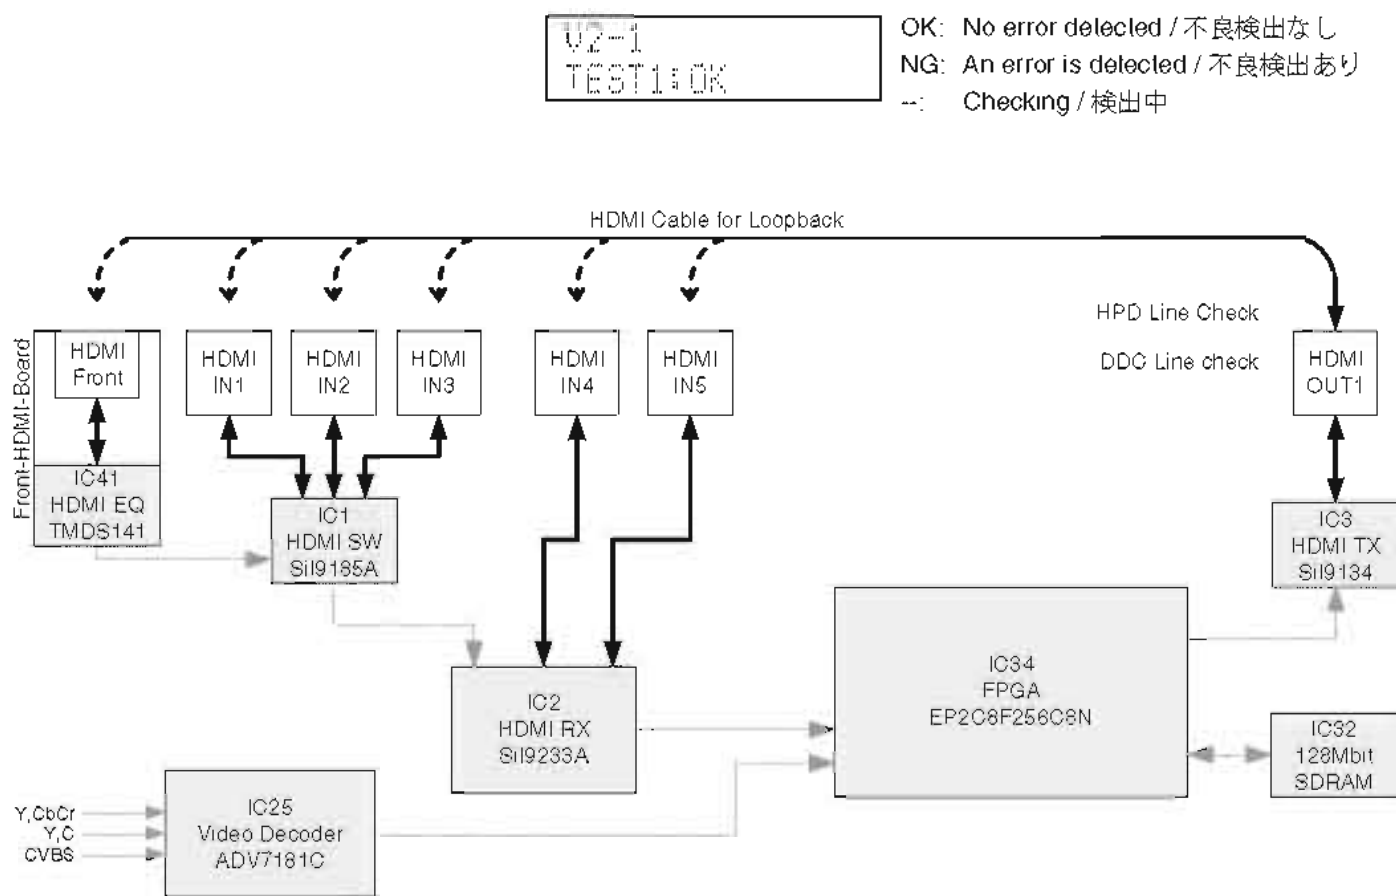 V2-1
TEST1:OK
OK: No error detected / 不良検出なし
NG: An error is detected / 不良検出あり
--: Checking / 検出中
HDMI Cable for Loopback
HPD Line Check
DDC Line check
Front-HDMI-Board
HDMI
Front
HDMI
IN1
HDMI
IN2
HDMI
IN3
HDMI
IN4
HDMI
IN5
HDMI
OUT1
IC41
HDMI EQ
TMDS141
IC1
HDMI SW
SiI9185A
IC3
HDMI TX
SiI9134
IC2
HDMI RX
SiI9233A
IC34
FPGA
EP2C8F256C8N
IC32
128Mbit
SDRAM
Y,CbCr
Y,C
CVBS
IC25
Video Decoder
ADV7181C